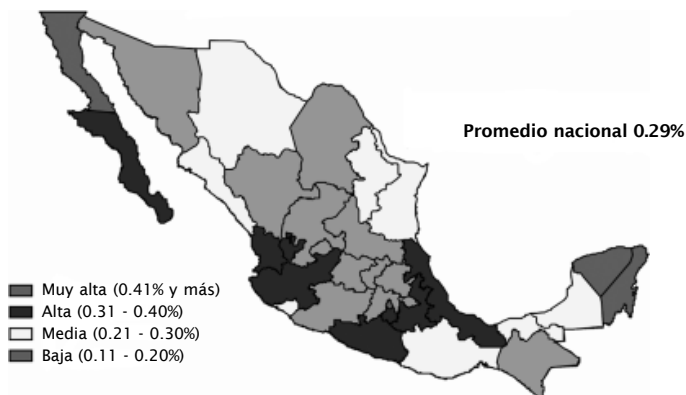 Promedio nacional 0.29%
Muy alta (0.41% y más)
Alta (0.31 - 0.40%)
Media (0.21 - 0.30%)
Baja (0.11 - 0.20%)